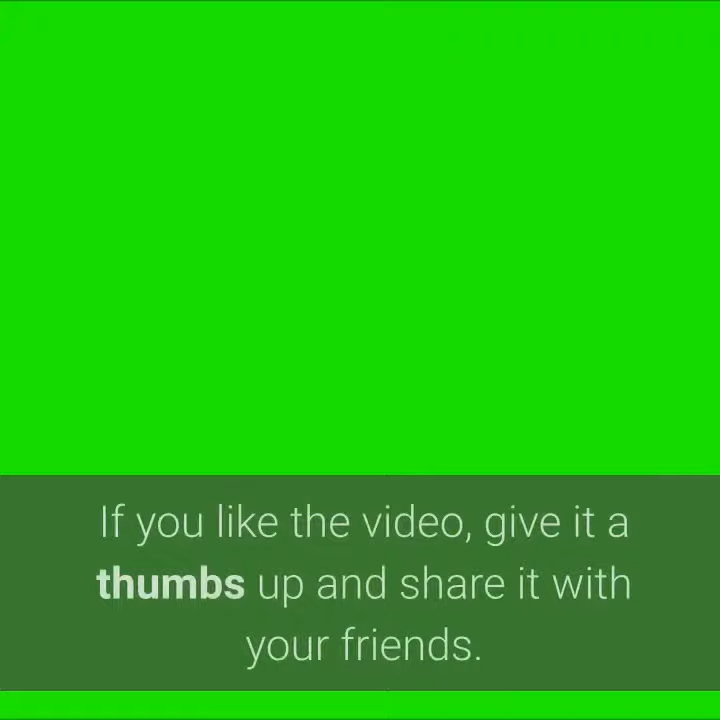 If you like the video, give it a
thumbs up and share it with
your friends.